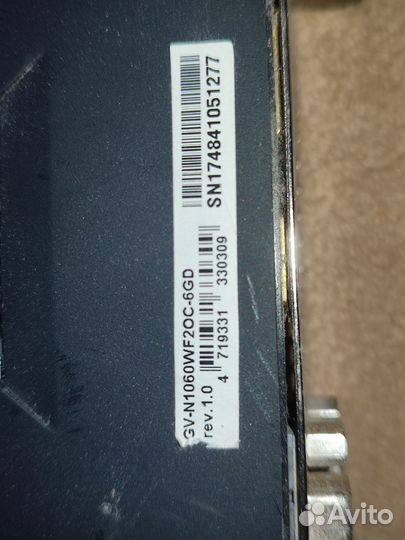 SN174841051277
GV-N1060WF2OC-6GD
rev.1.0
4 719331 330309
Avito